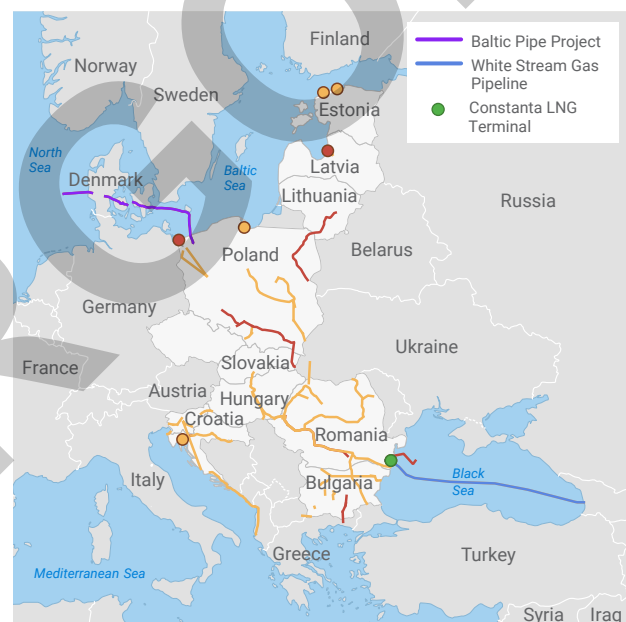 Finland
Baltic Pipe Project
White Stream Gas
Pipeline
Constanta LNG
Terminal
Norway
Sweden
Estonia
North
Sea
Baltic
Sea
Latvia
Denmark
Lithuania
Russia
Poland
Belarus
Germany
Ukraine
France
Slovakia
Austria
Hungary
Croatia
Romania
Italy
Bulgaria
Black
Sea
Greece
Turkey
Mediterranean Sea
Syria
Iraq